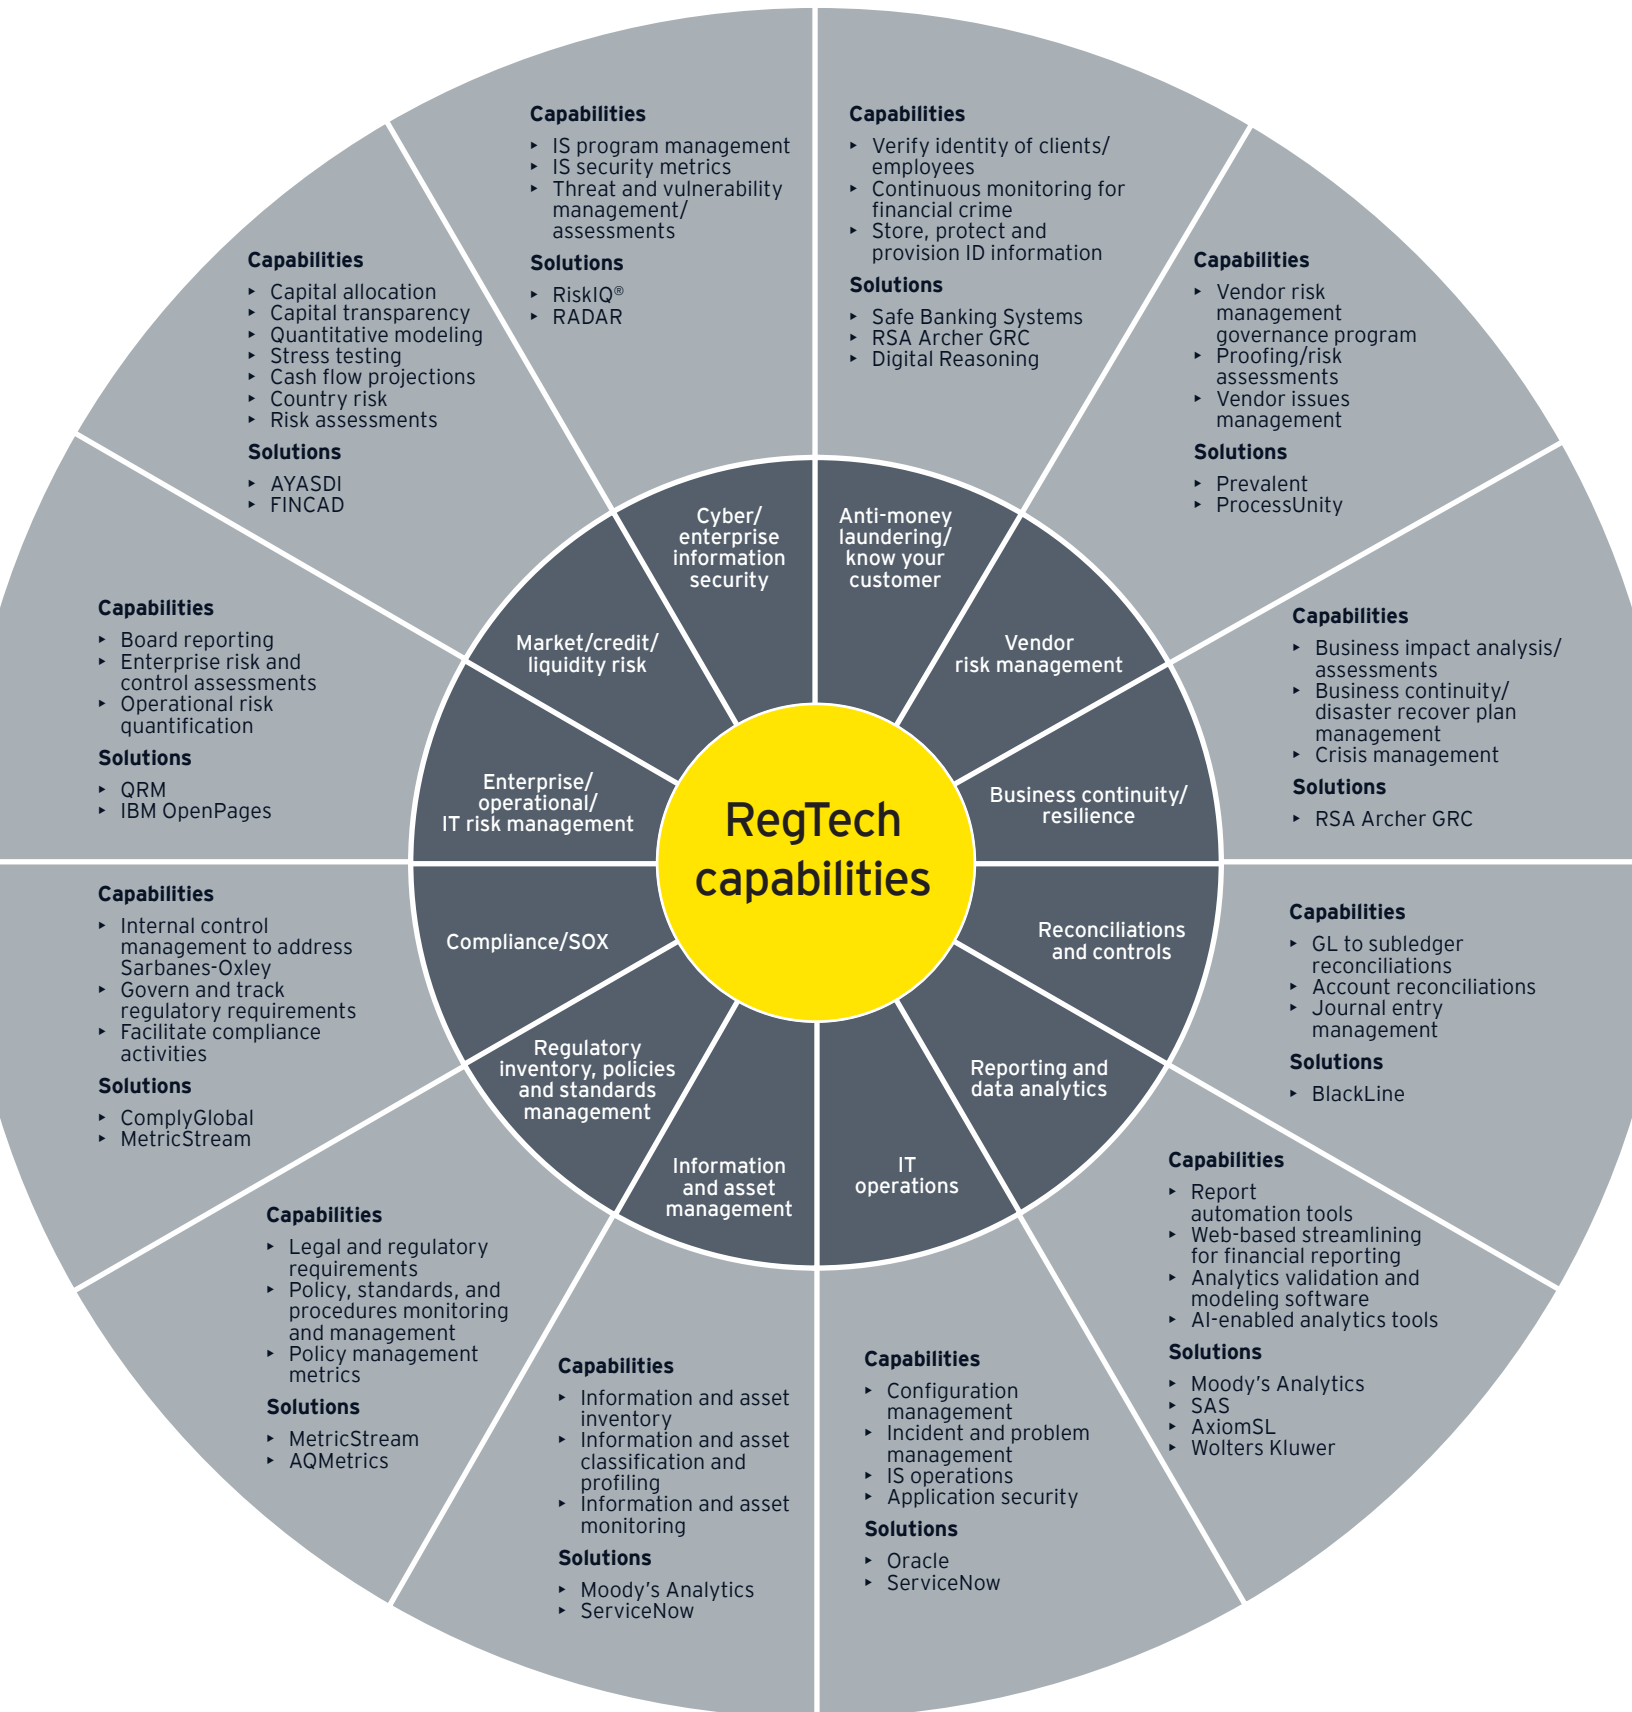 RegTech
capabilities
Anti-money
laundering/
know your
customer
Capabilities
‣ Verify identity of clients/
employees
‣ Continuous monitoring for
financial crime
‣ Store, protect and
provision ID information
Solutions
‣ Safe Banking Systems
‣ RSA Archer GRC
‣ Digital Reasoning
Vendor
risk management
Capabilities
‣ Vendor risk
management
governance program
‣ Proofing/risk
assessments
‣ Vendor issues
management
Solutions
‣ Prevalent
‣ ProcessUnity
Business continuity/
resilience
Capabilities
‣ Business impact analysis/
assessments
‣ Business continuity/
disaster recover plan
management
‣ Crisis management
Solutions
‣ RSA Archer GRC
Reconciliations
and controls
Capabilities
‣ GL to subledger
reconciliations
‣ Account reconciliations
‣ Journal entry
management
Solutions
‣ BlackLine
Reporting and
data analytics
Capabilities
‣ Report
automation tools
‣ Web-based streamlining
for financial reporting
‣ Analytics validation and
modeling software
‣ AI-enabled analytics tools
Solutions
‣ Moody's Analytics
‣ SAS
‣ AxiomSL
‣ Wolters Kluwer
IT
operations
Capabilities
‣ Configuration
management
‣ Incident and problem
management
‣ IS operations
‣ Application security
Solutions
‣ Oracle
‣ ServiceNow
Information
and asset
management
Capabilities
‣ Information and asset
inventory
‣ Information and asset
classification and
profiling
‣ Information and asset
monitoring
Solutions
‣ Moody's Analytics
‣ ServiceNow
Regulatory
inventory, policies
and standards
management
Capabilities
‣ Legal and regulatory
requirements
‣ Policy, standards, and
procedures monitoring
and management
‣ Policy management
metrics
Solutions
‣ MetricStream
‣ AQMetrics
Compliance/SOX
Capabilities
‣ Internal control
management to address
Sarbanes-Oxley
‣ Govern and track
regulatory requirements
‣ Facilitate compliance
activities
Solutions
‣ ComplyGlobal
‣ MetricStream
Enterprise/
operational/
IT risk management
Capabilities
‣ Board reporting
‣ Enterprise risk and
control assessments
‣ Operational risk
quantification
Solutions
‣ QRM
‣ IBM OpenPages
Market/credit/
liquidity risk
Capabilities
‣ Capital allocation
‣ Capital transparency
‣ Quantitative modeling
‣ Stress testing
‣ Cash flow projections
‣ Country risk
‣ Risk assessments
Solutions
‣ AYASDI
‣ FINCAD
Cyber/
enterprise
information
security
Capabilities
‣ IS program management
‣ IS security metrics
‣ Threat and vulnerability
management/
assessments
Solutions
‣ RiskIQ®
‣ RADAR